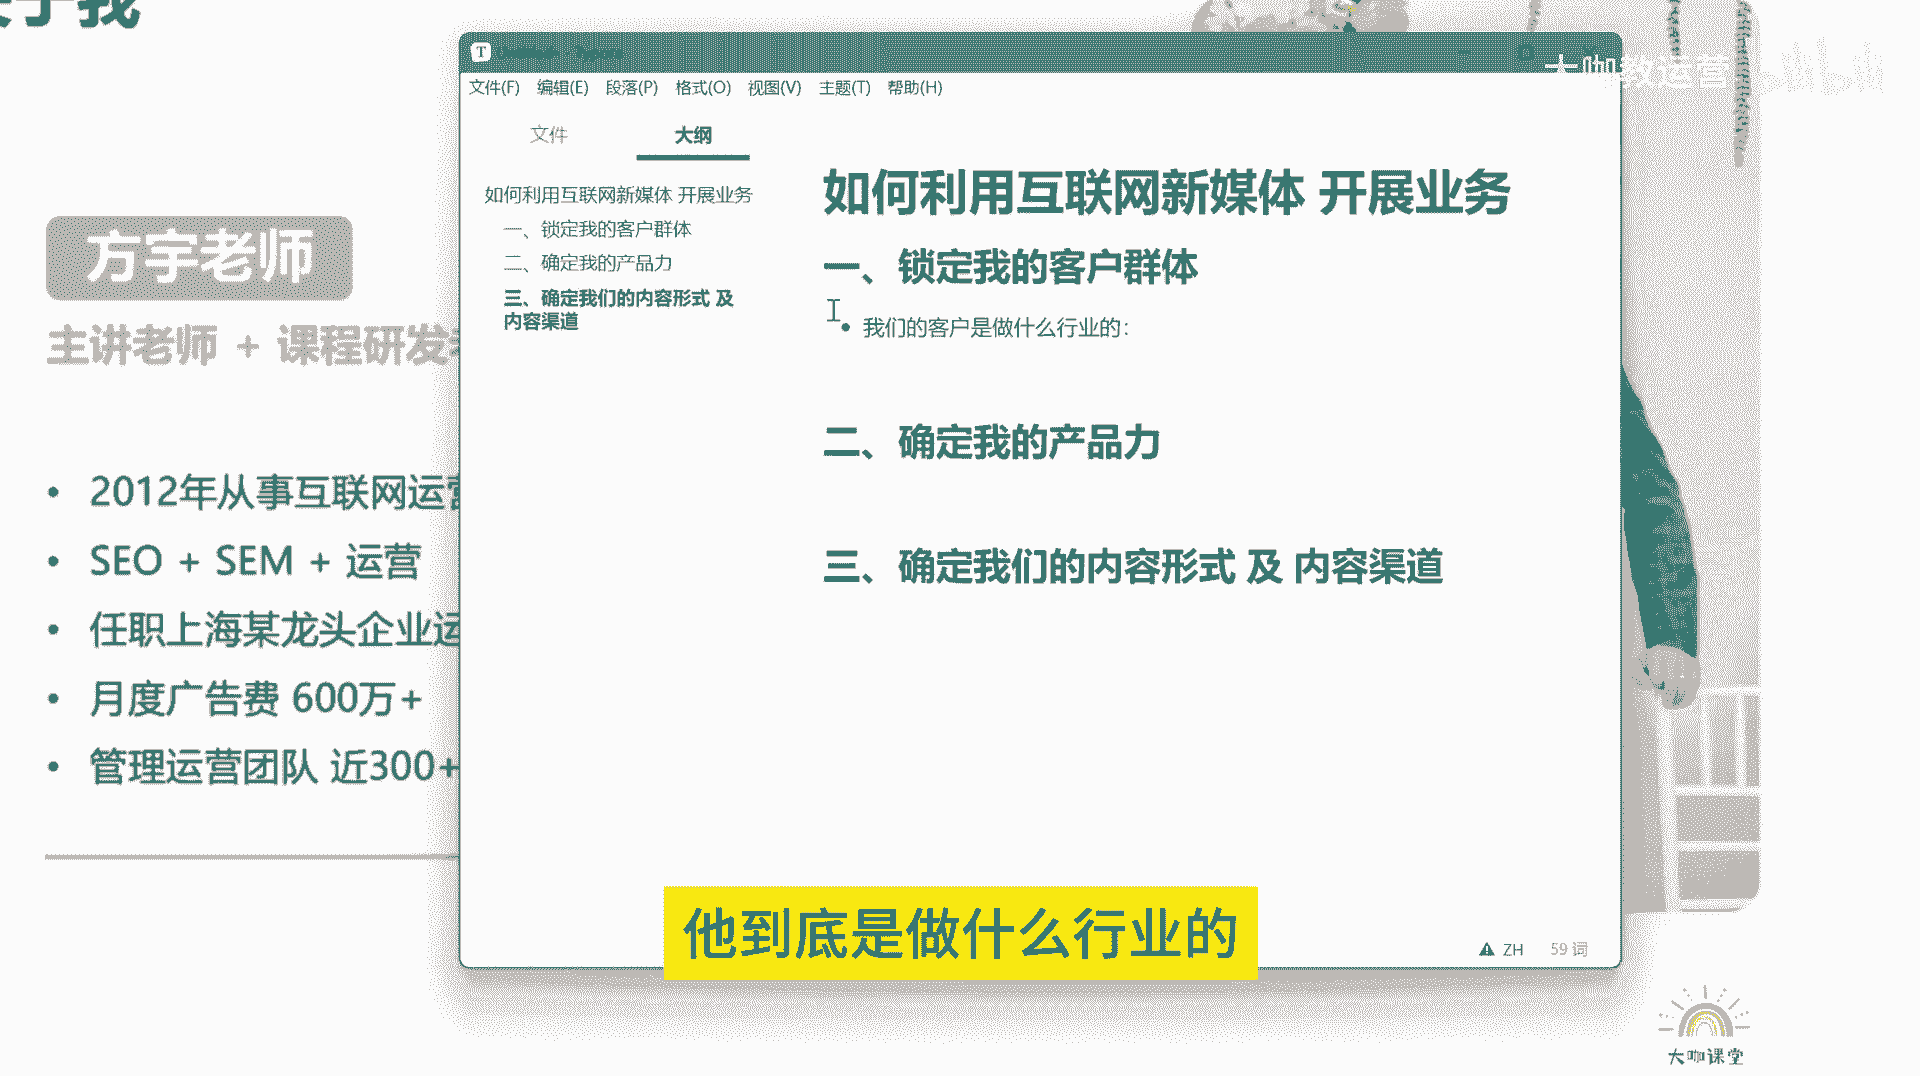 关于我
大咖教运营
bilibili
文件(F) 编辑(E) 段落(P) 格式(O) 视图(V) 主题(T) 帮助(H)
文件 大纲
如何利用互联网新媒体 开展业务
一、锁定我的客户群体
二、确定我的产品力
三、确定我们的内容形式 及
内容渠道
如何利用互联网新媒体 开展业务
一、锁定我的客户群体
• 我们的客户是做什么行业的：
二、确定我的产品力
三、确定我们的内容形式 及 内容渠道
方宇老师
主讲老师 + 课程研发
• 2012年从事互联网运营
• SEO + SEM + 运营
• 任职上海某龙头企业运
• 月度广告费 600万+
• 管理运营团队 近300+
他到底是做什么行业的
ZH 59 词
大咖课堂